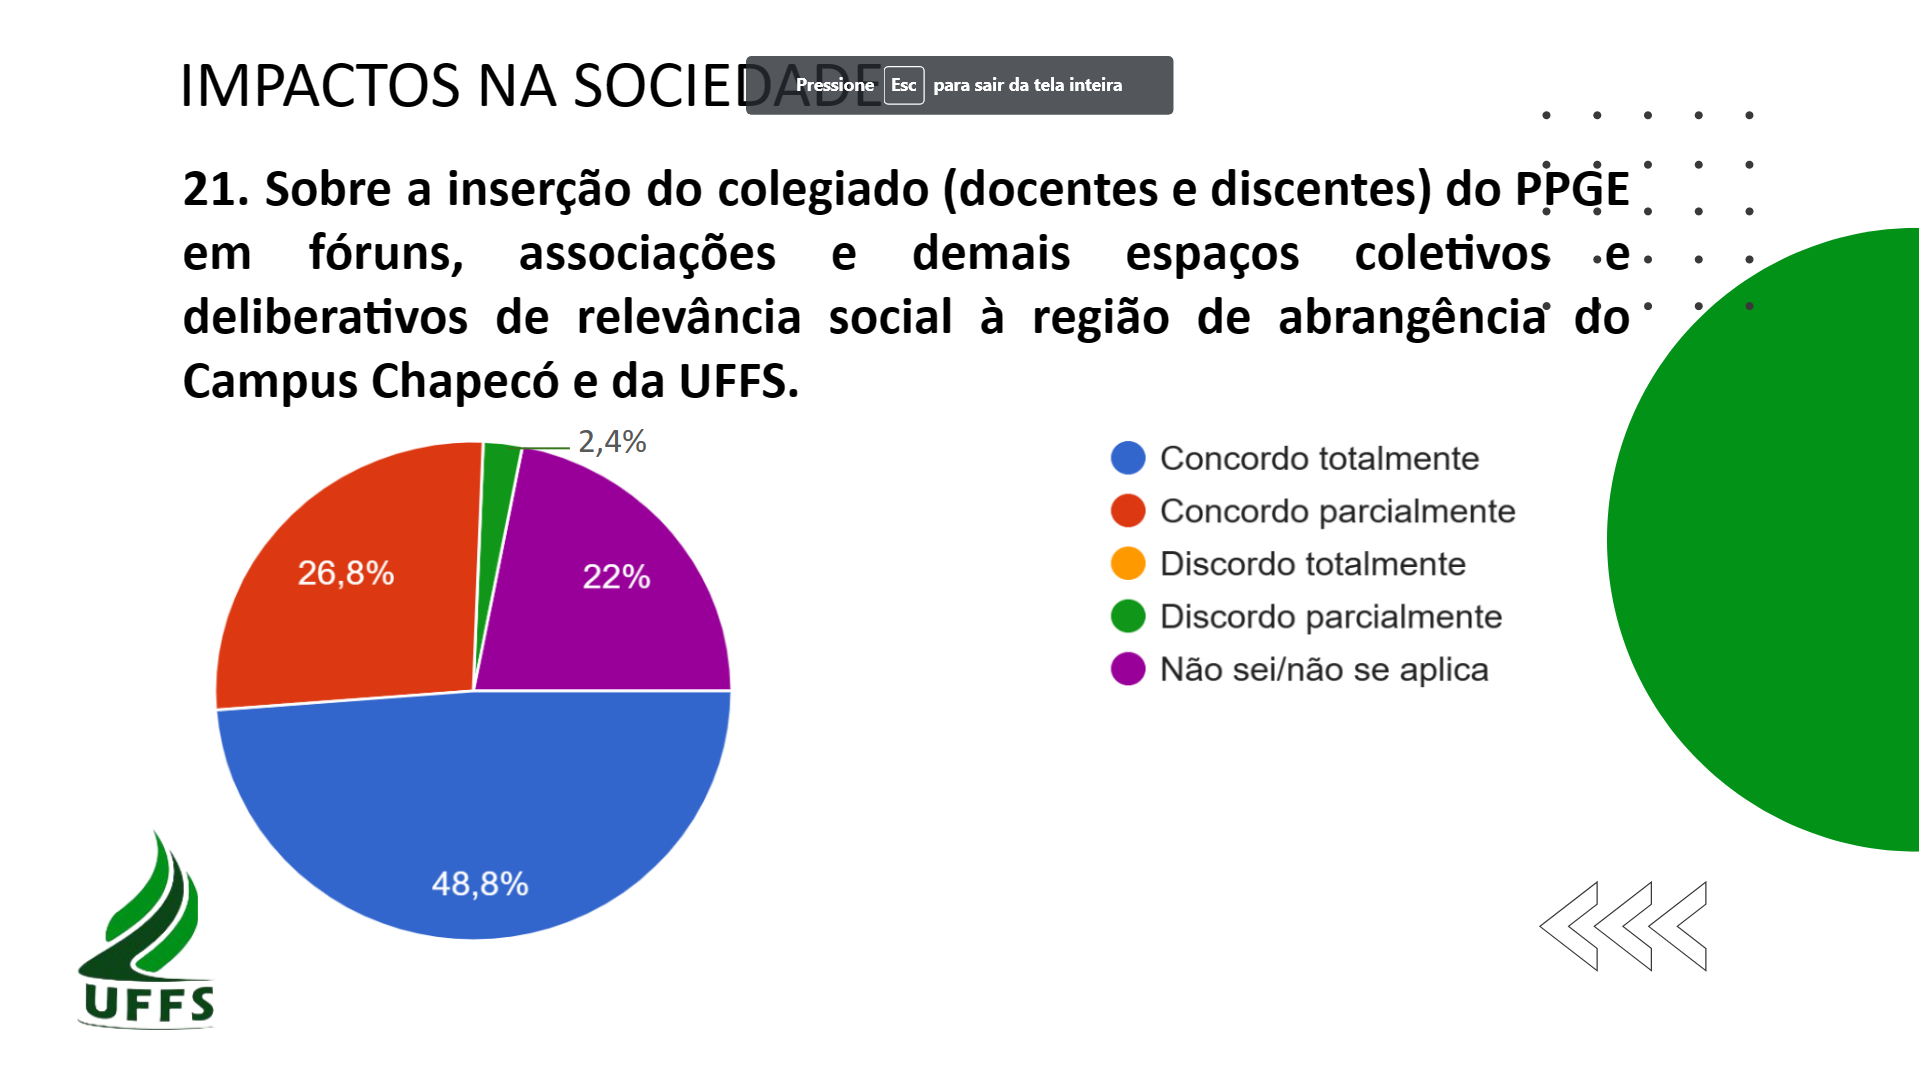 IMPACTOS NA SOCIEDADE
Pressione Esc para sair da tela inteira
21. Sobre a inserção do colegiado (docentes e discentes) do PPGE
em fóruns, associações e demais espaços coletivos e
deliberativos de relevância social à região de abrangência do
Campus Chapecó e da UFFS.
2,4%
26,8%
22%
48,8%
Concordo totalmente
Concordo parcialmente
Discordo totalmente
Discordo parcialmente
Não sei/não se aplica
UFFS